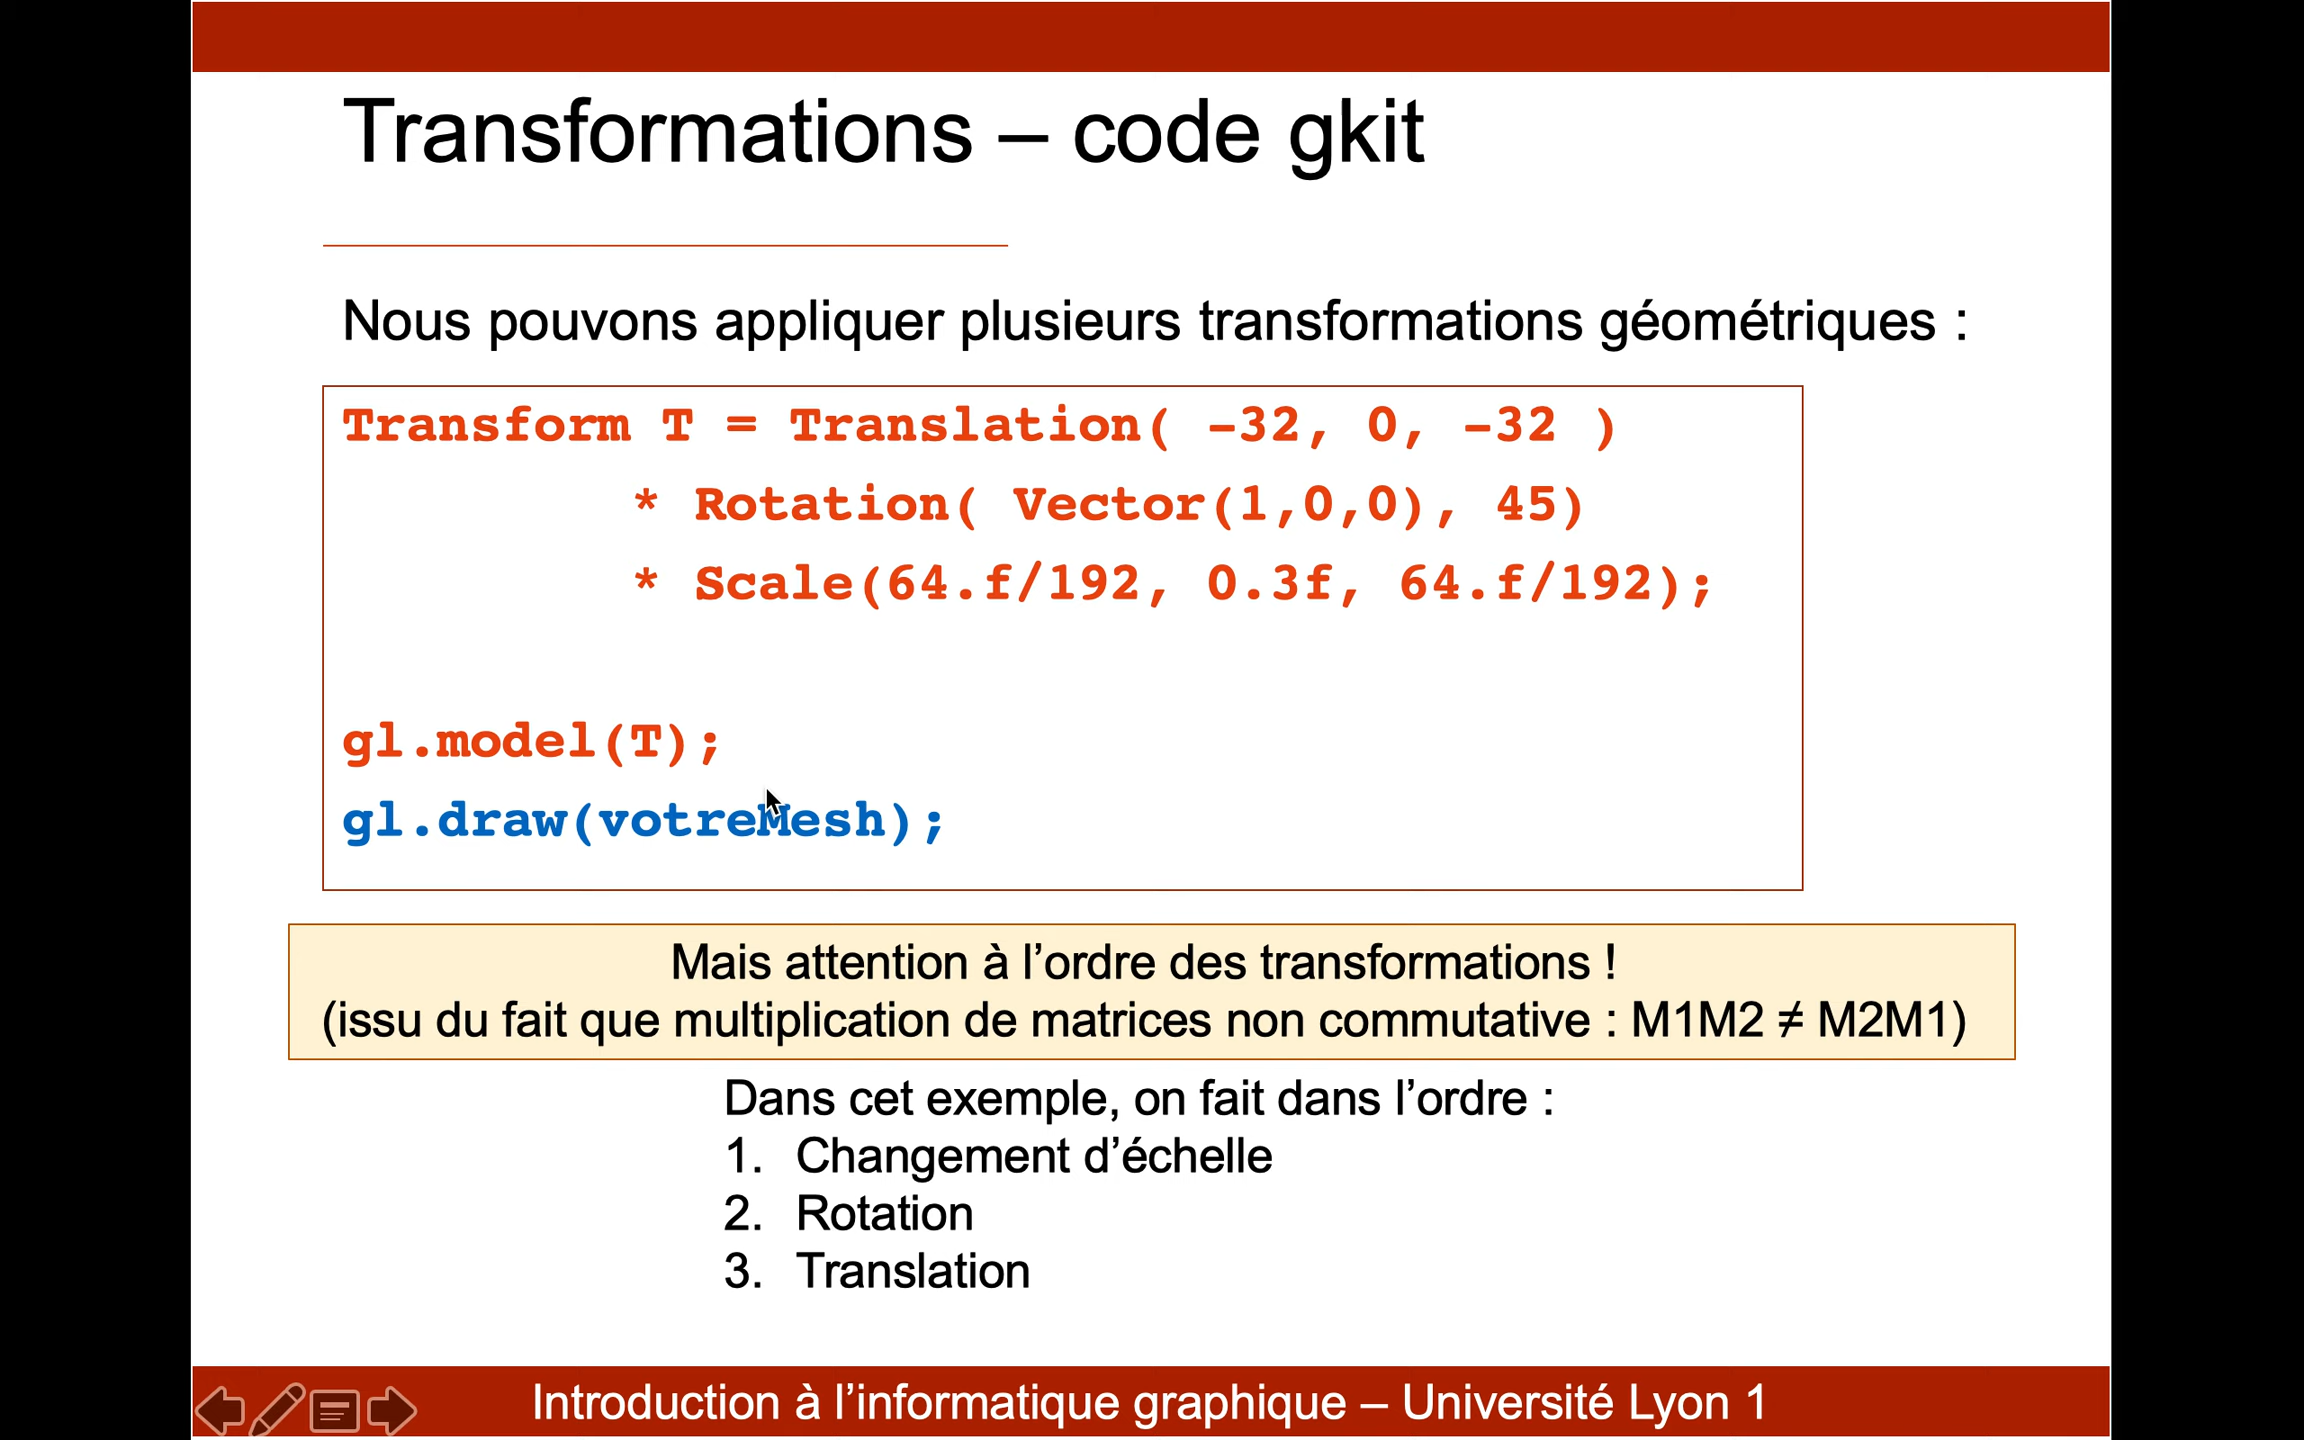 Transformations – code gkit
Nous pouvons appliquer plusieurs transformations géométriques :
Transform T = Translation( -32, 0, -32 )
* Rotation( Vector(1,0,0), 45)
* Scale(64.f/192, 0.3f, 64.f/192);
gl.model(T);
gl.draw(votreMesh);
Mais attention à l’ordre des transformations !
(issu du fait que multiplication de matrices non commutative : M1M2 ≠ M2M1)
Dans cet exemple, on fait dans l’ordre :
1. Changement d’échelle
2. Rotation
3. Translation
Introduction à l’informatique graphique – Université Lyon 1